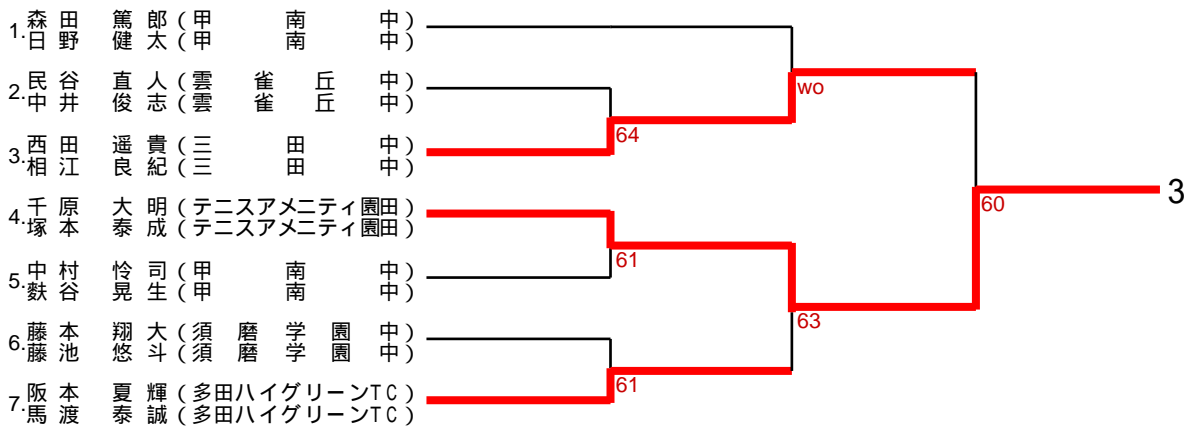 1. 森田 篤郎(甲南中)
日野 健太(甲南中)
2. 民谷 直人(雲雀丘中)
中井 俊志(雲雀丘中)
3. 西田 遥貴(三田中)
相江 良紀(三田中)
4. 千原 大明(テニスアメニティ園田)
塚本 泰成(テニスアメニティ園田)
5. 中村 怜司(甲南中)
麩谷 晃生(甲南中)
6. 藤本 翔大(須磨学園中)
藤池 悠斗(須磨学園中)
7. 阪本 夏輝(多田ハイグリーンTC)
馬渡 泰誠(多田ハイグリーンTC)
64
61
61
wo
63
60
3